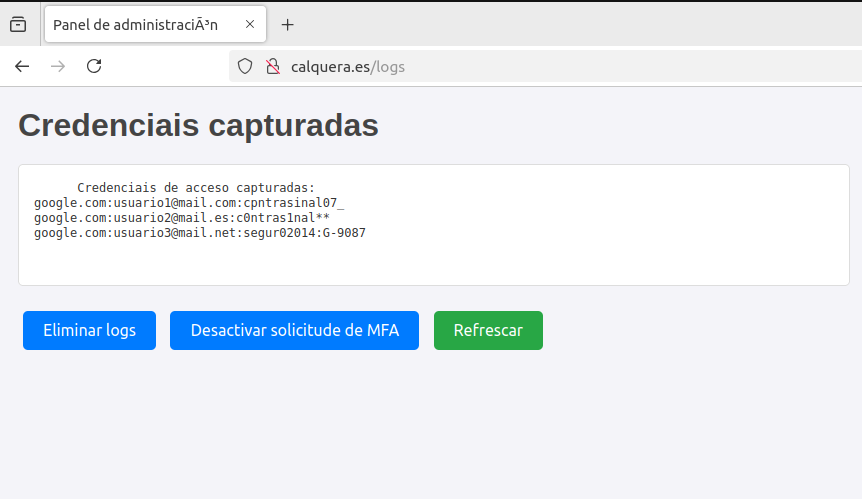 Panel de administraciÃ³n
calquera.es/logs
Credenciais capturadas
Credenciais de acceso capturadas:
google.com:usuario1@mail.com:cpntrasinal07_
google.com:usuario2@mail.es:c0ntras1nal**
google.com:usuario3@mail.net:segur02014:G-9087
Eliminar logs
Desactivar solicitude de MFA
Refrescar